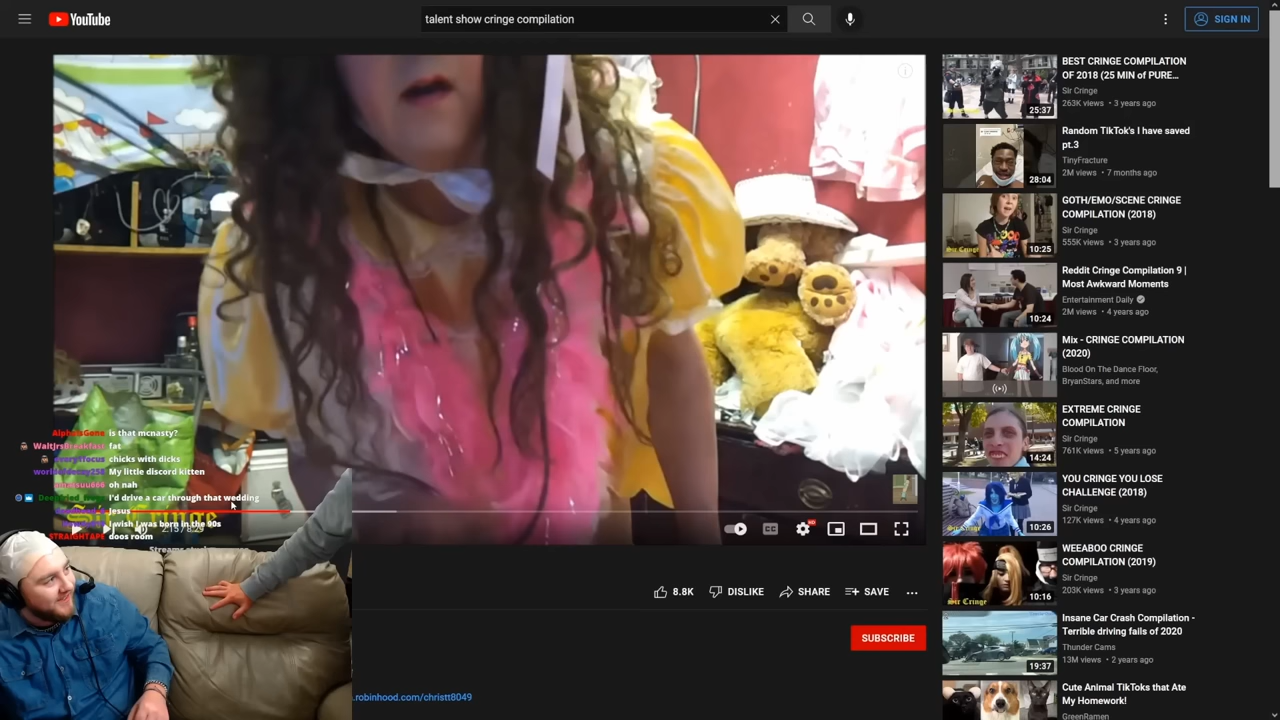 YouTube
talent show cringe compilation
SIGN IN
BEST CRINGE COMPILATION
OF 2018 (25 MIN of PURE...
Sir Cringe
263K views • 3 years ago
25:37
Random TikTok's I have saved
pt.3
TinyFracture
2M views • 7 months ago
28:04
GOTH/EMO/SCENE CRINGE
COMPILATION (2018)
Sir Cringe
555K views • 3 years ago
Sir Cringe
10:25
Reddit Cringe Compilation 9 |
Most Awkward Moments
Entertainment Daily
2M views • 4 years ago
10:24
Mix - CRINGE COMPILATION
(2020)
Blood On The Dance Floor,
BryanStars, and more
EXTREME CRINGE
COMPILATION
Sir Cringe
761K views • 5 years ago
14:24
YOU CRINGE YOU LOSE
CHALLENGE (2018)
Sir Cringe
127K views • 4 years ago
10:26
WEEABOO CRINGE
COMPILATION (2019)
Sir Cringe
203K views • 3 years ago
Sir Cringe
10:16
Insane Car Crash Compilation -
Terrible driving fails of 2020
Thunder Cams
13M views • 2 years ago
19:37
Cute Animal TikToks that Ate
My Homework!
GreenRamen
is that mcnasty?
fat
chicks with dicks
My little discord kitten
oh nah
I'd drive a car through that wedding
Jesus
I wish I was born in the 90s
STRAIGHTAPE doos room
2:15
CC
8.8K
DISLIKE
SHARE
SAVE
SUBSCRIBE
.robinhood.com/christt8049